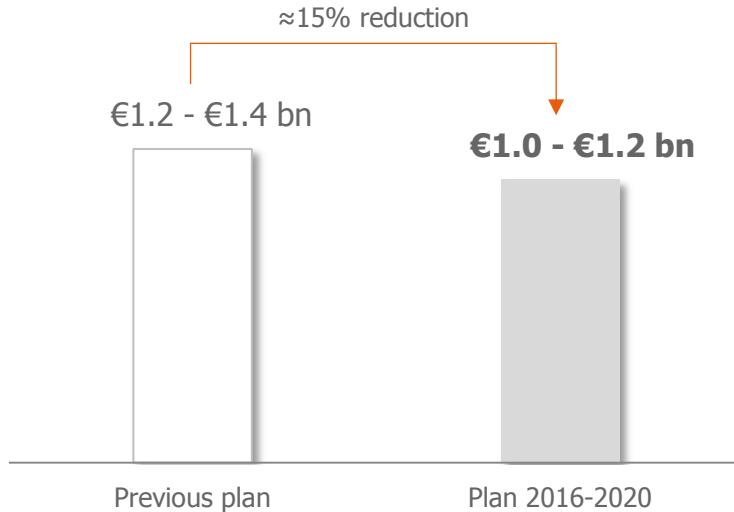 ≈15% reduction
€1.2 - €1.4 bn
€1.0 - €1.2 bn
Previous plan
Plan 2016-2020